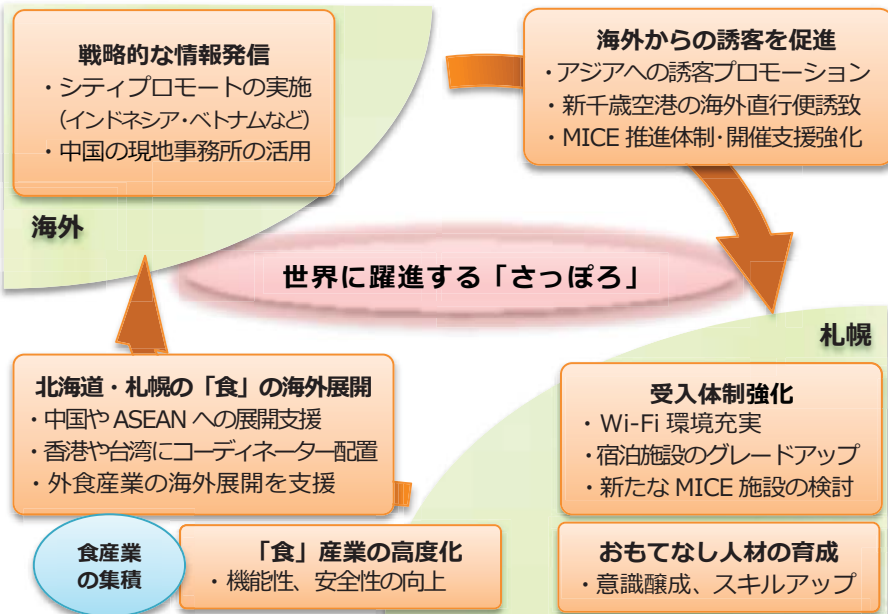 戦略的な情報発信
・シティプロモートの実施
（インドネシア・ベトナムなど）
・中国の現地事務所の活用
海外
海外からの誘客を促進
・アジアへの誘客プロモーション
・新千歳空港の海外直行便誘致
・MICE 推進体制・開催支援強化
世界に躍進する「さっぽろ」
札幌
北海道・札幌の「食」の海外展開
・中国や ASEAN への展開支援
・香港や台湾にコーディネーター配置
・外食産業の海外展開を支援
受入体制強化
・Wi-Fi 環境充実
・宿泊施設のグレードアップ
・新たな MICE 施設の検討
食産業
の集積
「食」産業の高度化
・機能性、安全性の向上
おもてなし人材の育成
・意識醸成、スキルアップ